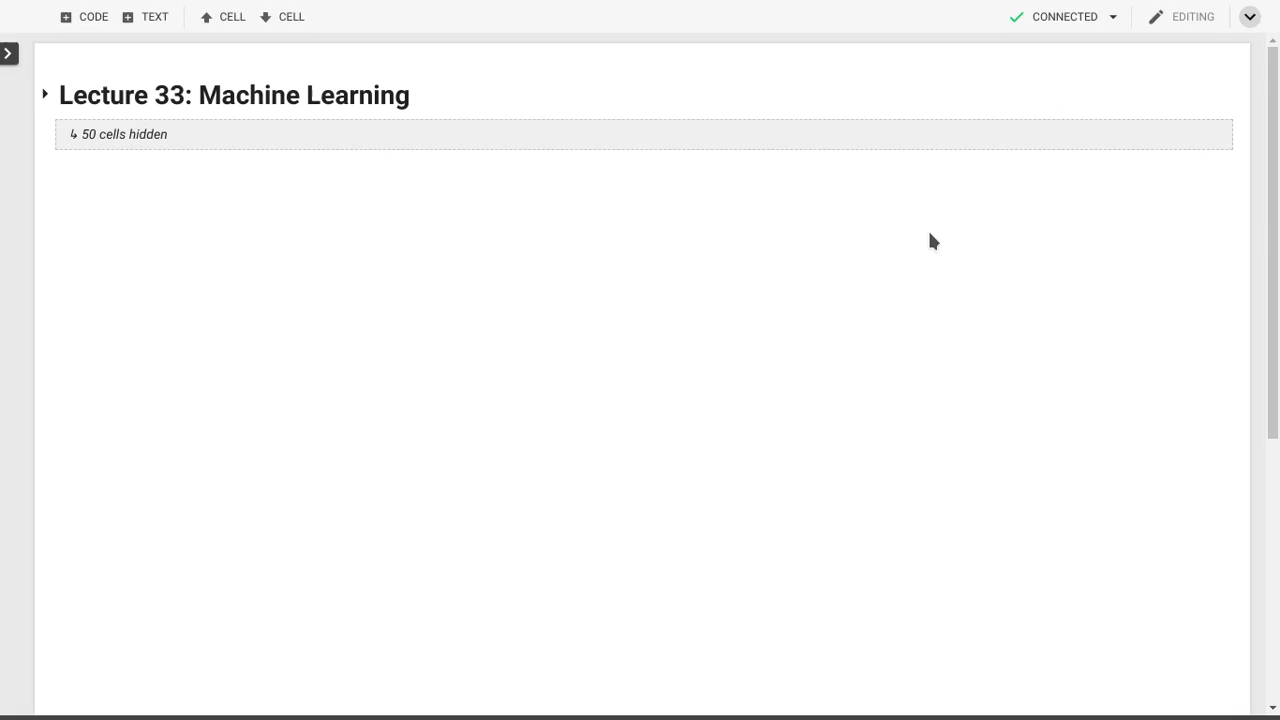 CODE TEXT CELL CELL CONNECTED EDITING
Lecture 33: Machine Learning
↳ 50 cells hidden